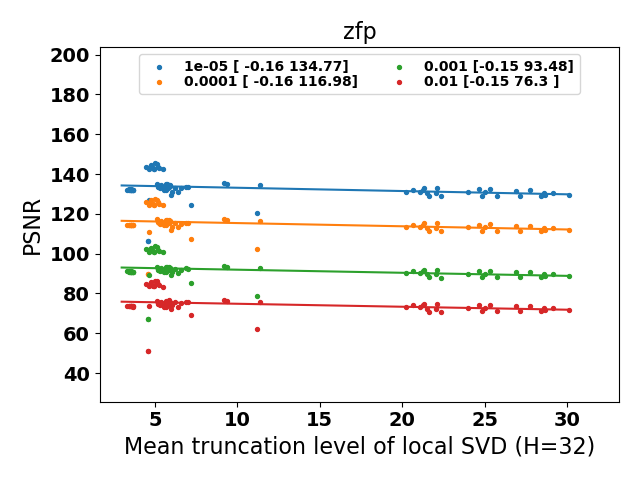 zfp
1e-05 [ -0.16 134.77]
0.0001 [ -0.16 116.98]
0.001 [-0.15 93.48]
0.01 [-0.15 76.3 ]
PSNR
200
180
160
140
120
100
80
60
40
5 10 15 20 25 30
Mean truncation level of local SVD (H=32)